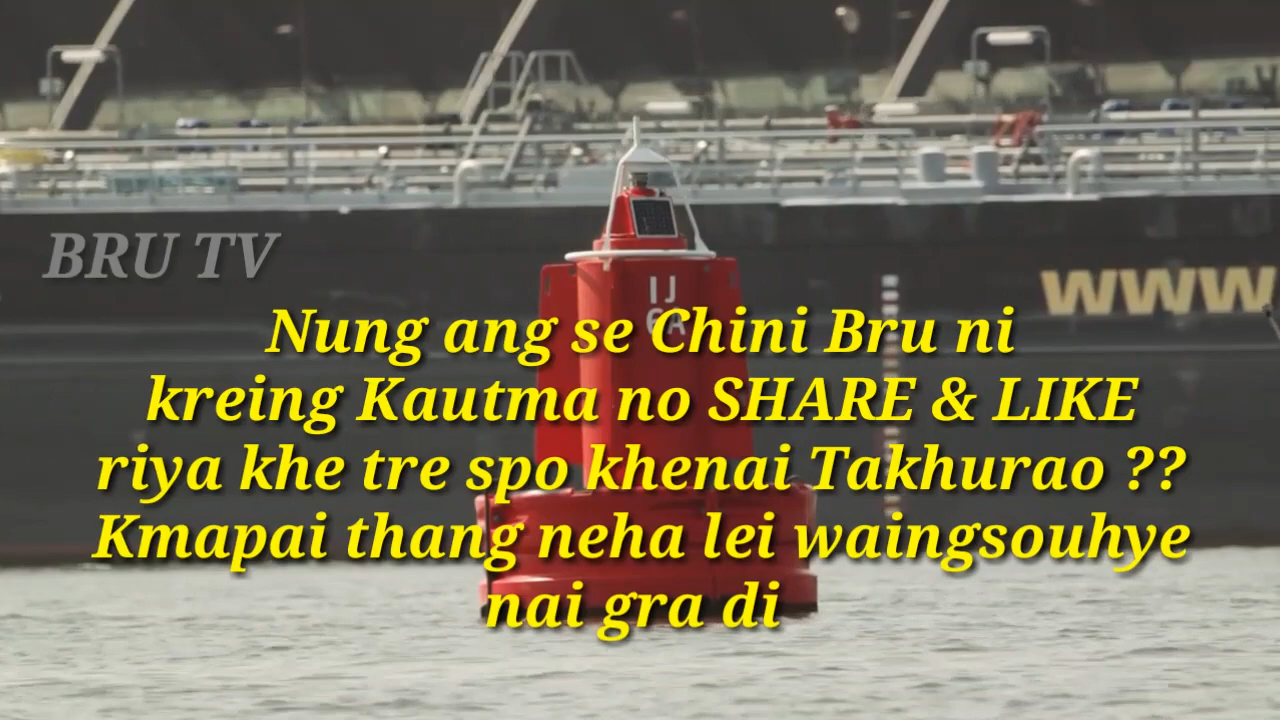 BRU TV
WWW
IJ
6A
Nung ang se Chini Bru ni
kreing Kautma no SHARE & LIKE
riya khe tre spo khenai Takhurao ??
Kmapai thang neha lei waingsouhye
nai gra di